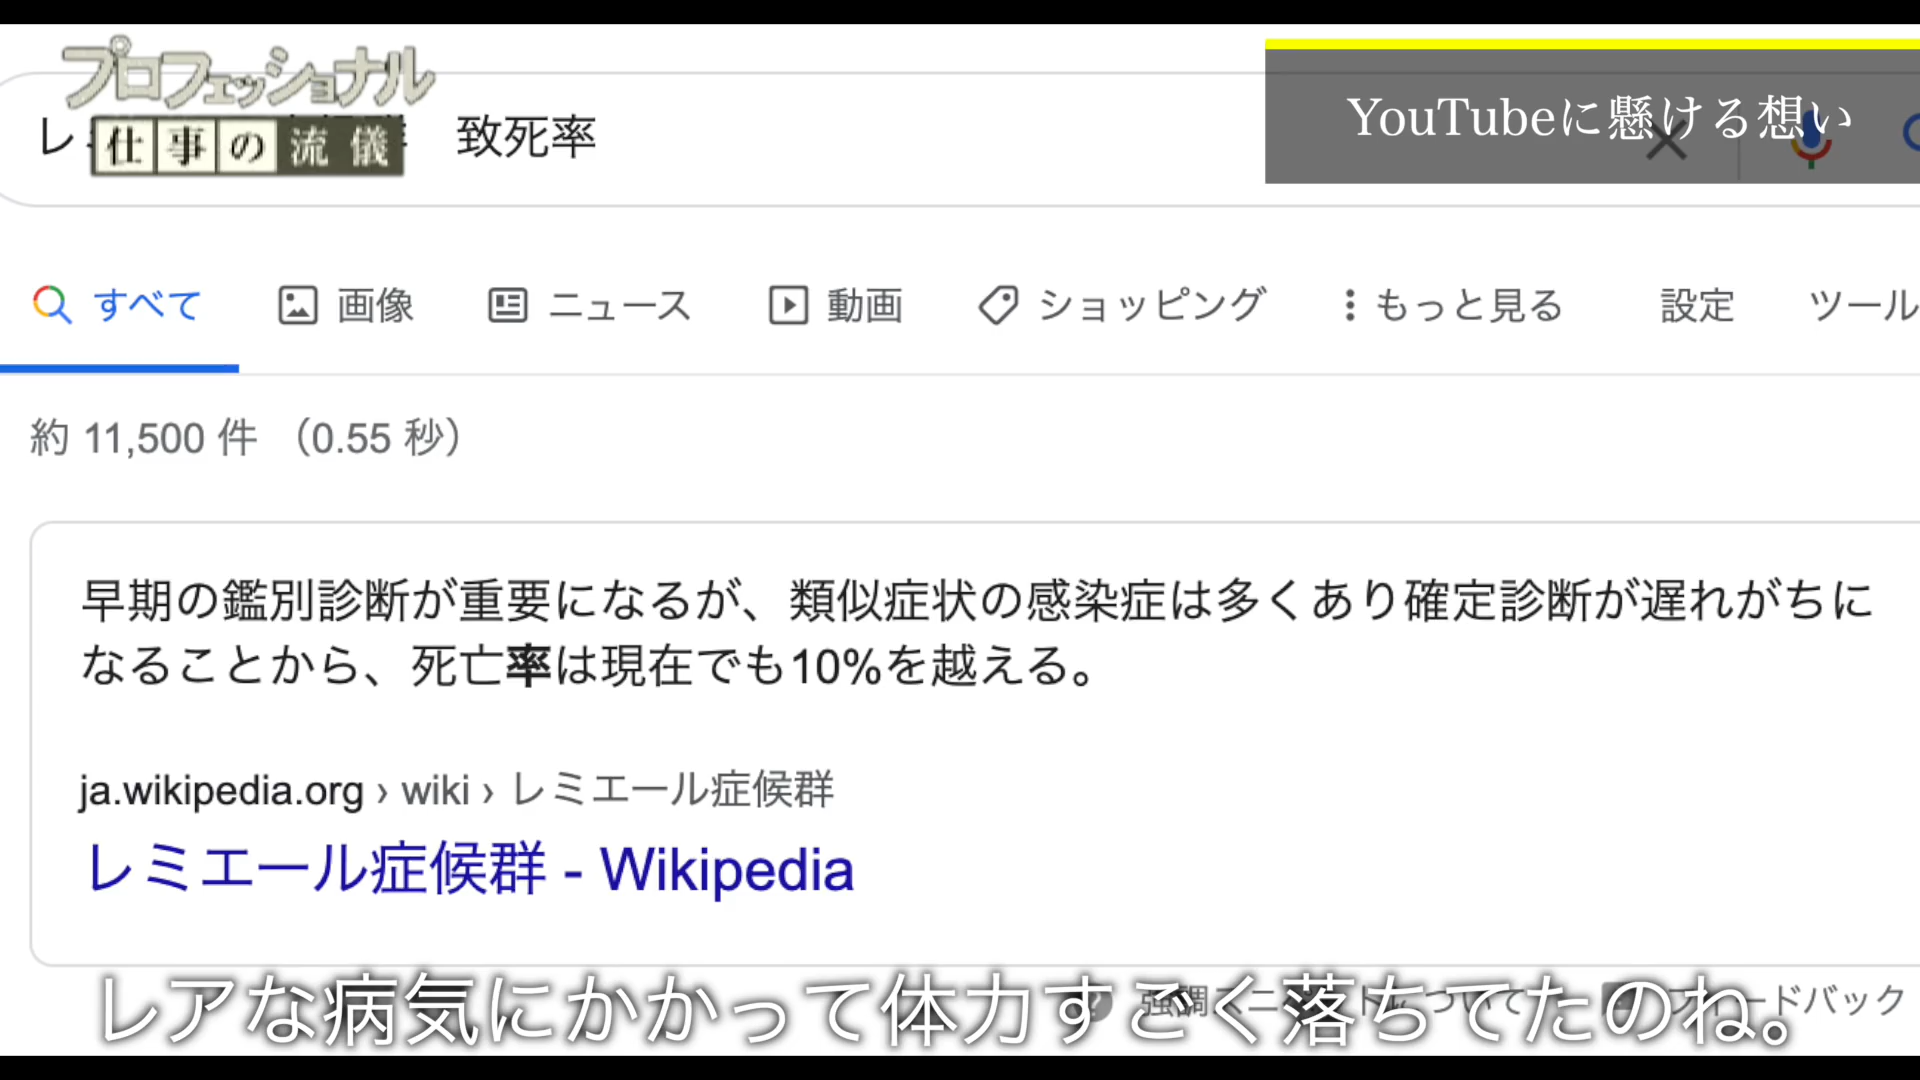 プロフェッショナル
仕事の流儀
レ 致死率
YouTubeに懸ける想い
すべて 画像 ニュース 動画 ショッピング もっと見る 設定 ツール
約 11,500 件 （0.55 秒）
早期の鑑別診断が重要になるが、類似症状の感染症は多くあり確定診断が遅れがちに
なることから、死亡率は現在でも10%を越える。
ja.wikipedia.org › wiki › レミエール症候群
レミエール症候群 - Wikipedia
レアな病気にかかって体力すごく落ちてたのね。